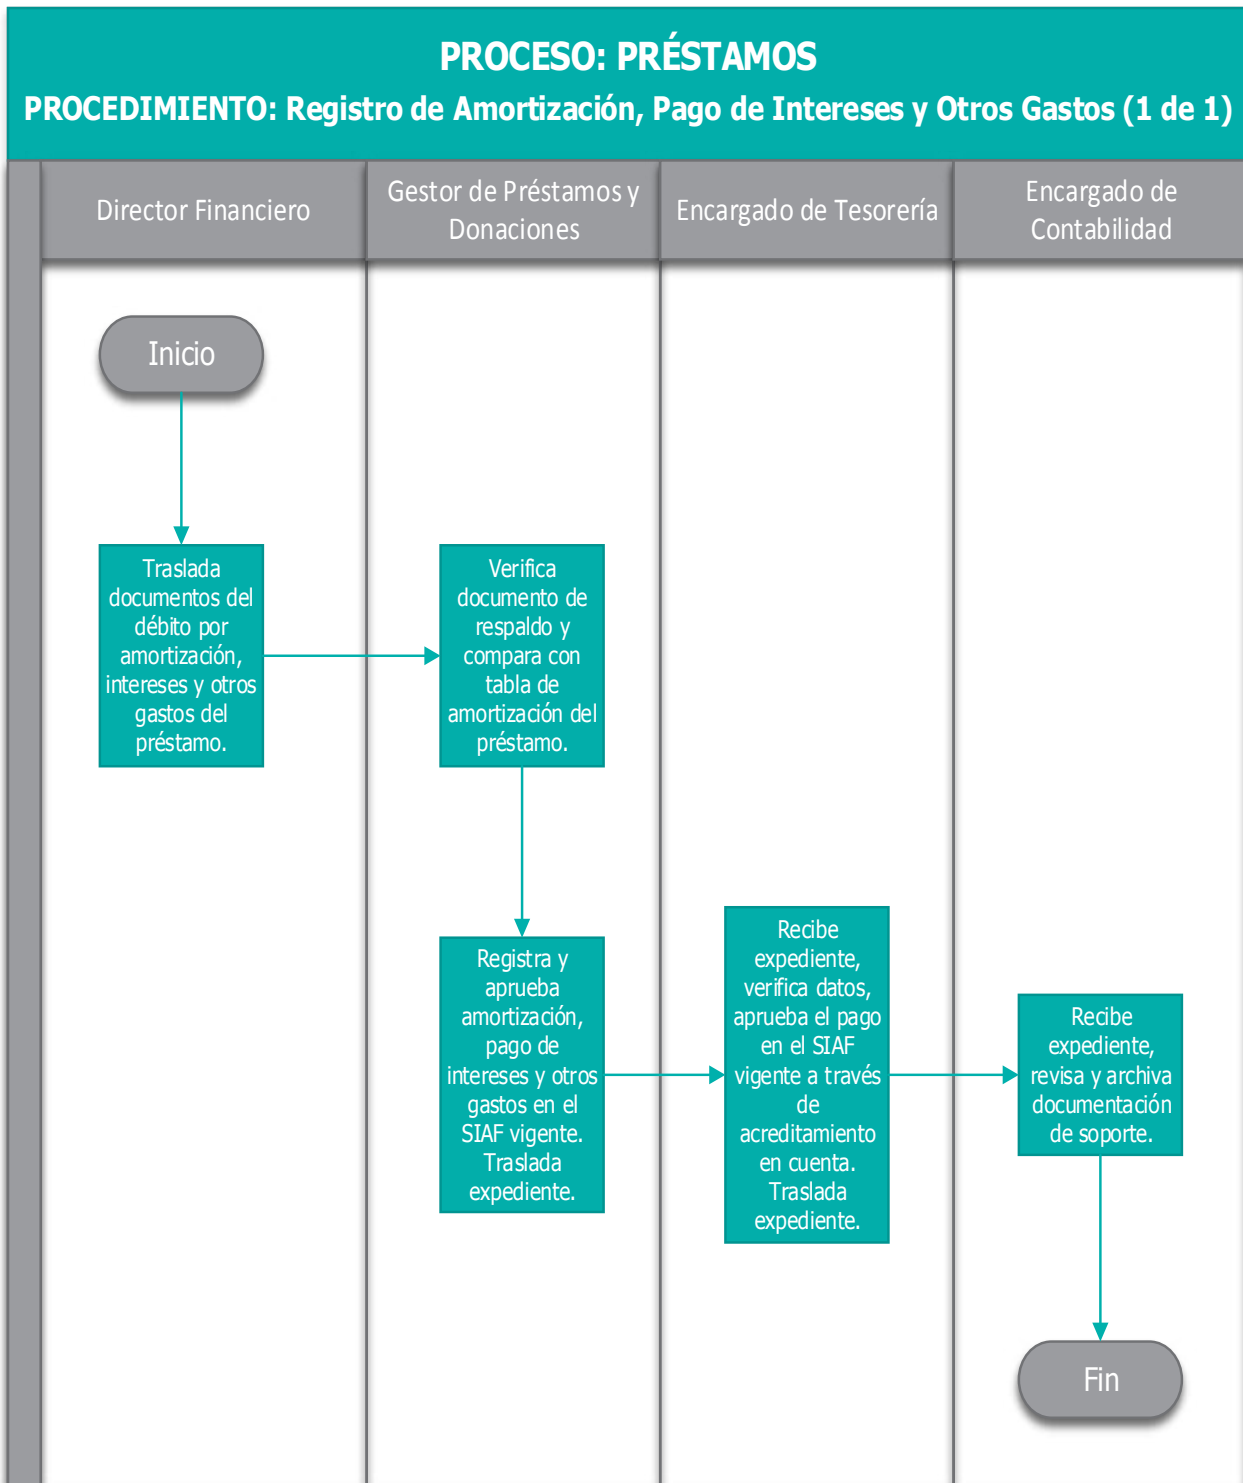 PROCESO: PRÉSTAMOS
PROCEDIMIENTO: Registro de Amortización, Pago de Intereses y Otros Gastos (1 de 1)
Director Financiero
Gestor de Préstamos y
Donaciones
Encargado de Tesorería
Encargado de
Contabilidad
Inicio
Traslada
documentos del
débito por
amortización,
intereses y otros
gastos del
préstamo.
Verifica
documento de
respaldo y
compara con
tabla de
amortización del
préstamo.
Registra y
aprueba
amortización,
pago de
intereses y otros
gastos en el
SIAF vigente.
Traslada
expediente.
Recibe
expediente,
verifica datos,
aprueba el pago
en el SIAF
vigente a través
de
acreditamiento
en cuenta.
Traslada
expediente.
Recibe
expediente,
revisa y archiva
documentación
de soporte.
Fin